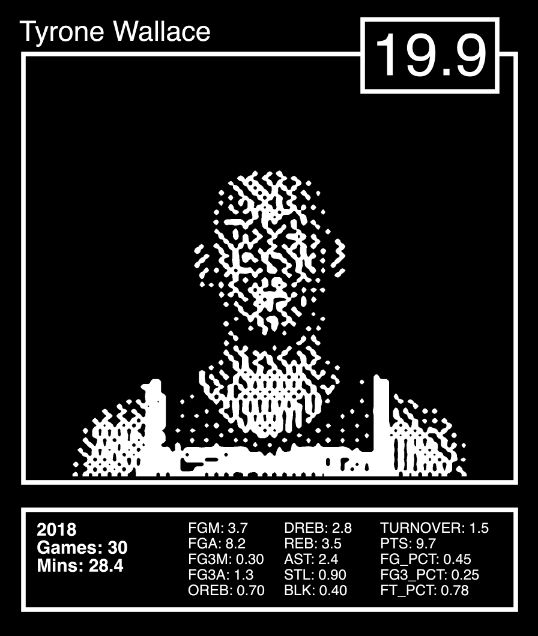 Tyrone Wallace
19.9
2018
Games: 30
Mins: 28.4
FGM: 3.7
FGA: 8.2
FG3M: 0.30
FG3A: 1.3
OREB: 0.70
DREB: 2.8
REB: 3.5
AST: 2.4
STL: 0.90
BLK: 0.40
TURNOVER: 1.5
PTS: 9.7
FG_PCT: 0.45
FG3_PCT: 0.25
FT_PCT: 0.78